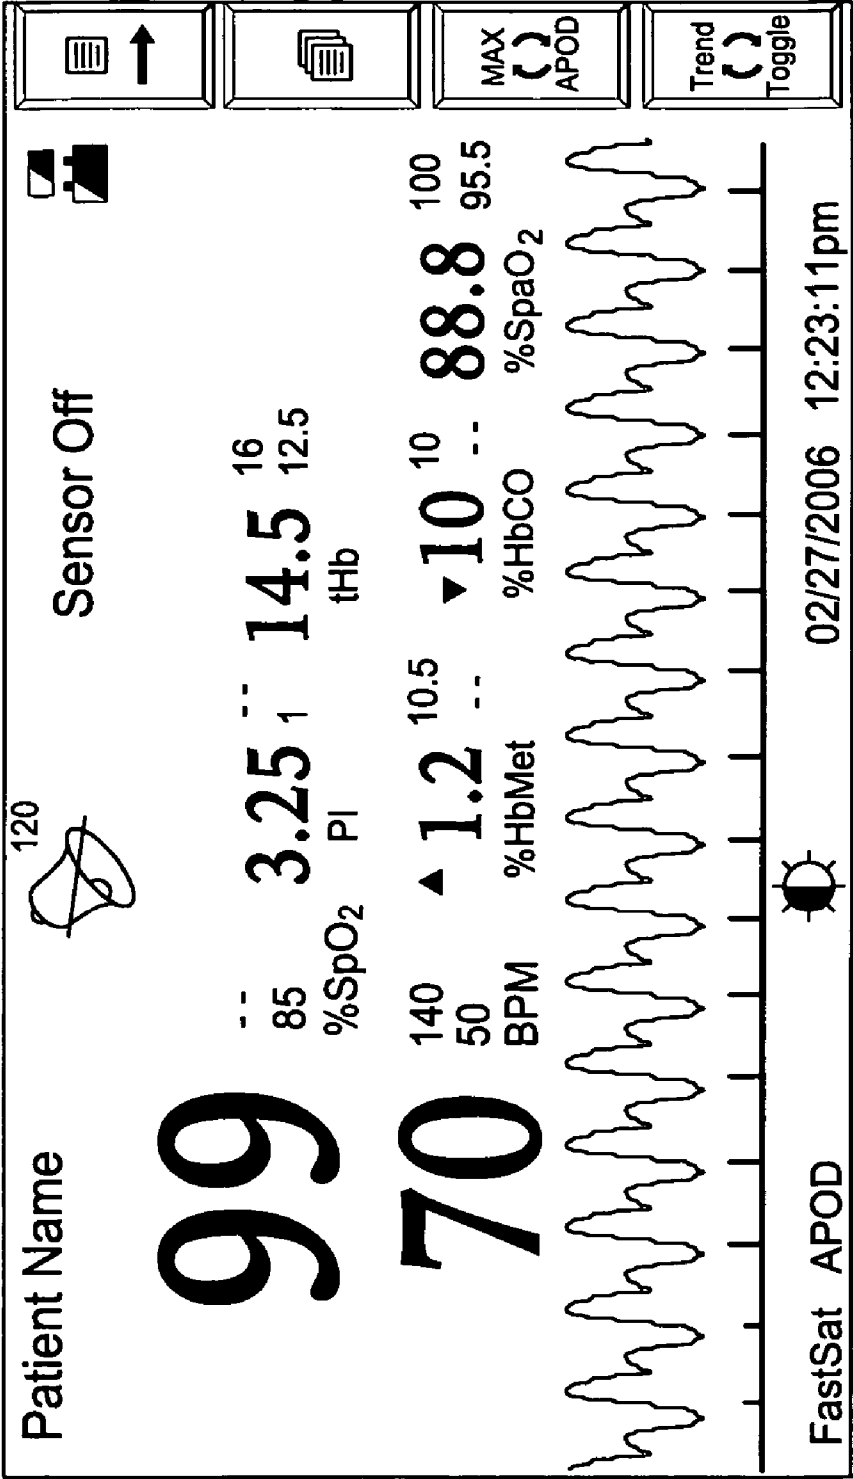 Patient Name
120
Sensor Off
99
--
85
%SpO2
3.25
--
1
PI
14.5
16
12.5
tHb
70
140
50
BPM
▲ 1.2
10.5
--
%HbMet
▼10
10
--
%HbCO
88.8
100
95.5
%SpaO2
FastSat APOD
02/27/2006 12:23:11pm
MAX
APOD
Trend
Toggle